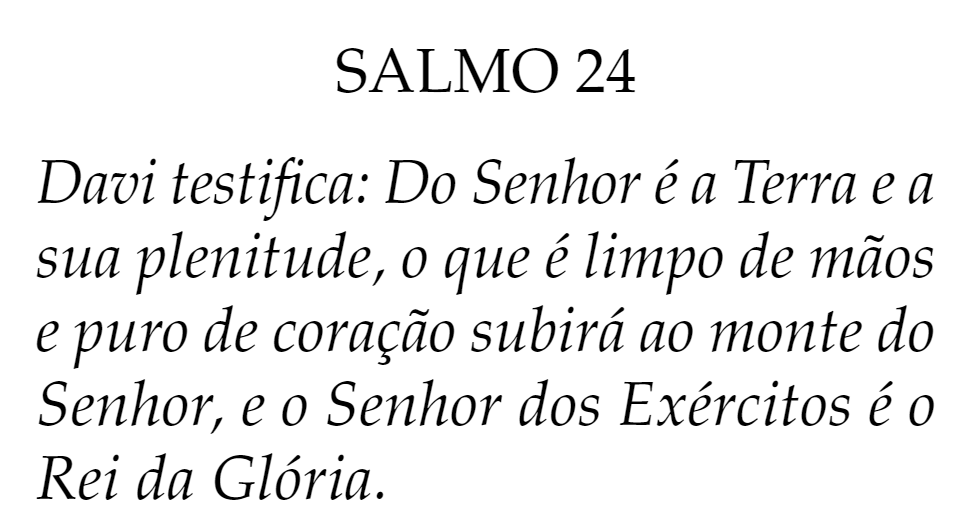 SALMO 24
Davi testifica: Do Senhor é a Terra e a
sua plenitude, o que é limpo de mãos
e puro de coração subirá ao monte do
Senhor, e o Senhor dos Exércitos é o
Rei da Glória.